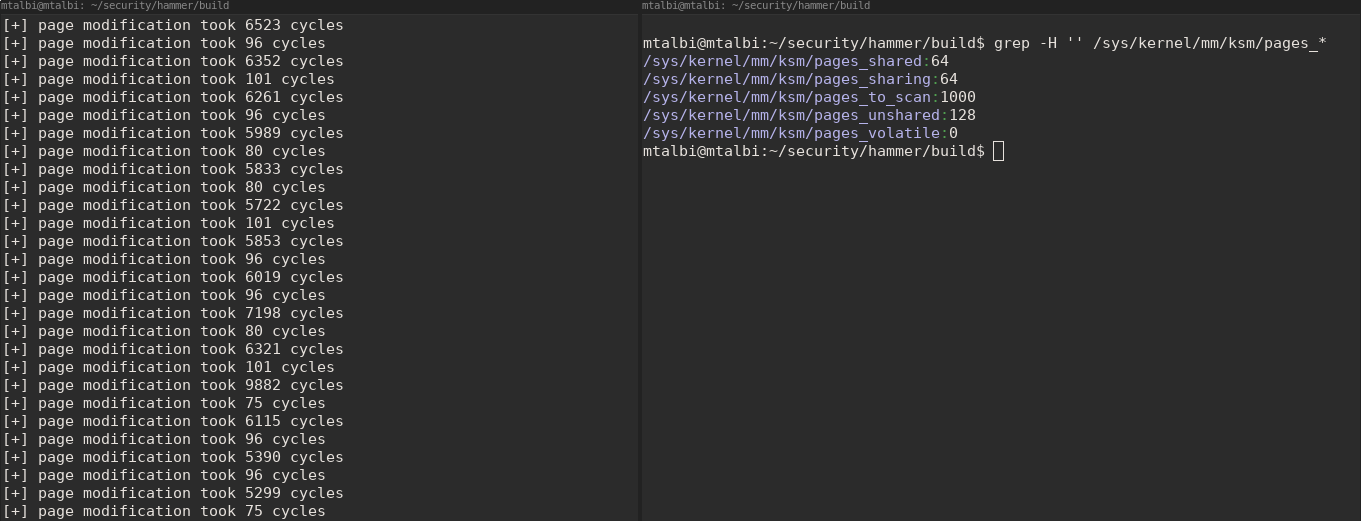 mtalbi@mtalbi: ~/security/hammer/build
[+] page modification took 6523 cycles
[+] page modification took 96 cycles
[+] page modification took 6352 cycles
[+] page modification took 101 cycles
[+] page modification took 6261 cycles
[+] page modification took 96 cycles
[+] page modification took 5989 cycles
[+] page modification took 80 cycles
[+] page modification took 5833 cycles
[+] page modification took 80 cycles
[+] page modification took 5722 cycles
[+] page modification took 101 cycles
[+] page modification took 5853 cycles
[+] page modification took 96 cycles
[+] page modification took 6019 cycles
[+] page modification took 96 cycles
[+] page modification took 7198 cycles
[+] page modification took 80 cycles
[+] page modification took 6321 cycles
[+] page modification took 101 cycles
[+] page modification took 9882 cycles
[+] page modification took 75 cycles
[+] page modification took 6115 cycles
[+] page modification took 96 cycles
[+] page modification took 5390 cycles
[+] page modification took 96 cycles
[+] page modification took 5299 cycles
[+] page modification took 75 cycles
mtalbi@mtalbi: ~/security/hammer/build
mtalbi@mtalbi:~/security/hammer/build$ grep -H '' /sys/kernel/mm/ksm/pages_*
/sys/kernel/mm/ksm/pages_shared:64
/sys/kernel/mm/ksm/pages_sharing:64
/sys/kernel/mm/ksm/pages_to_scan:1000
/sys/kernel/mm/ksm/pages_unshared:128
/sys/kernel/mm/ksm/pages_volatile:0
mtalbi@mtalbi:~/security/hammer/build$